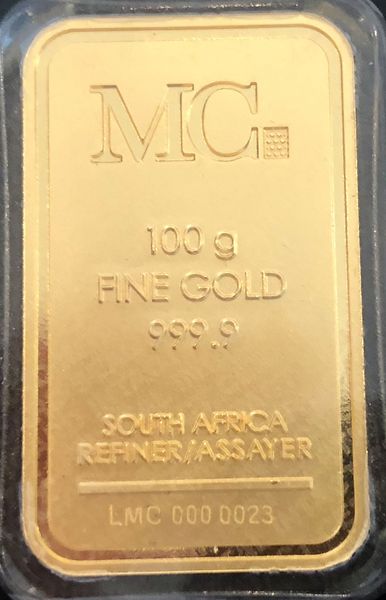 MC
100 g
FINE GOLD
999.9
SOUTH AFRICA
REFINER/ASSAYER
LMC 000 0023